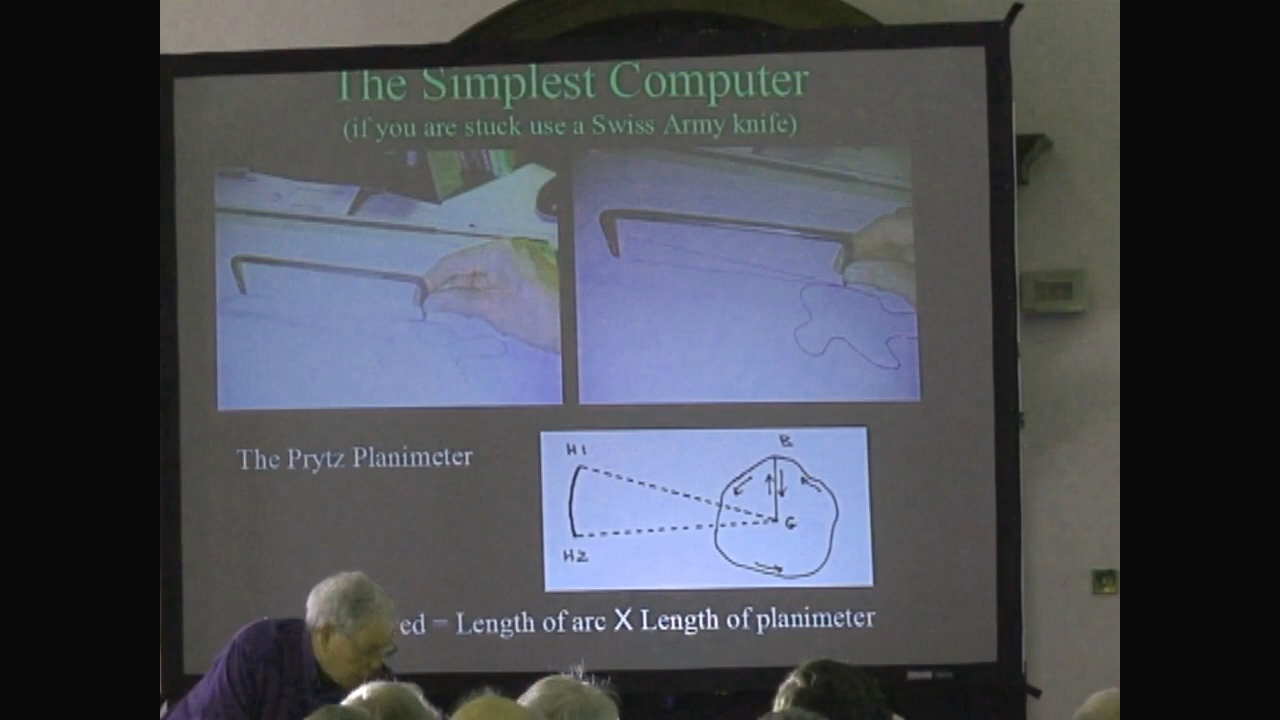 The Simplest Computer
(if you are stuck use a Swiss Army knife)
The Prytz Planimeter
H1
B
G
H2
ed = Length of arc X Length of planimeter